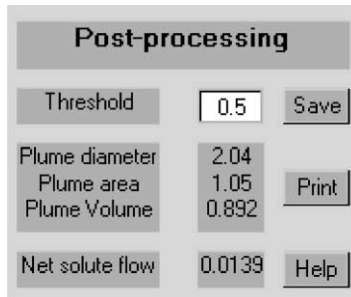 Post-processing
Threshold 0.5 Save
Plume diameter 2.04
Plume area 1.05 Print
Plume Volume 0.892
Net solute flow 0.0139 Help